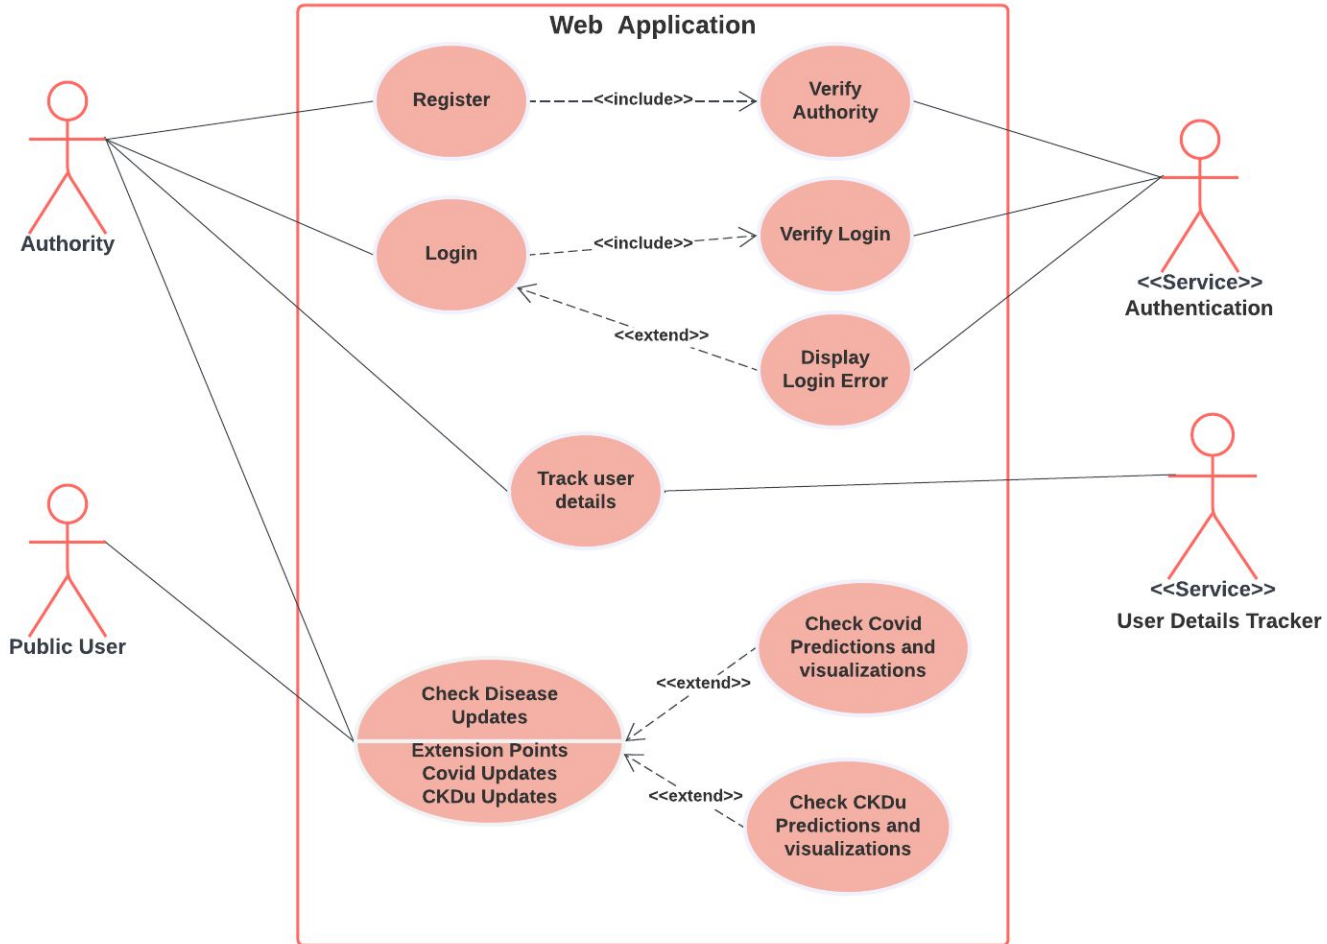 Web  Application
Register
<<include>>
Verify
Authority
Authority
Login
<<include>>
Verify Login
<<Service>>
Authentication
<<extend>>
Display
Login Error
Track user
details
<<Service>>
User Details Tracker
Public User
Check Covid
Predictions and
visualizations
<<extend>>
Check Disease
Updates
Extension Points
Covid Updates
CKDu Updates
<<extend>>
Check CKDu
Predictions and
visualizations